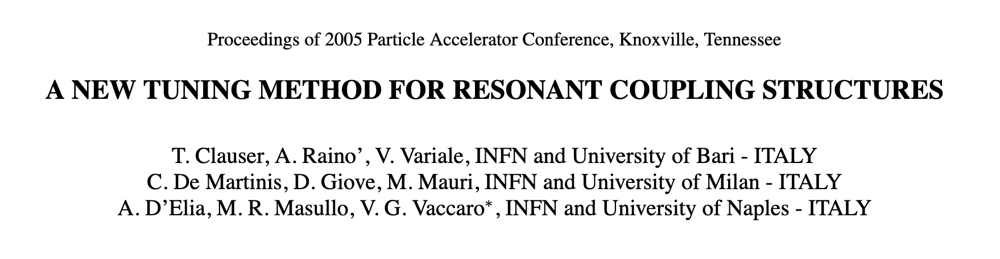 Proceedings of 2005 Particle Accelerator Conference, Knoxville, Tennessee
A NEW TUNING METHOD FOR RESONANT COUPLING STRUCTURES
T. Clauser, A. Raino’, V. Variale, INFN and University of Bari - ITALY
C. De Martinis, D. Giove, M. Mauri, INFN and University of Milan - ITALY
A. D’Elia, M. R. Masullo, V. G. Vaccaro*, INFN and University of Naples - ITALY